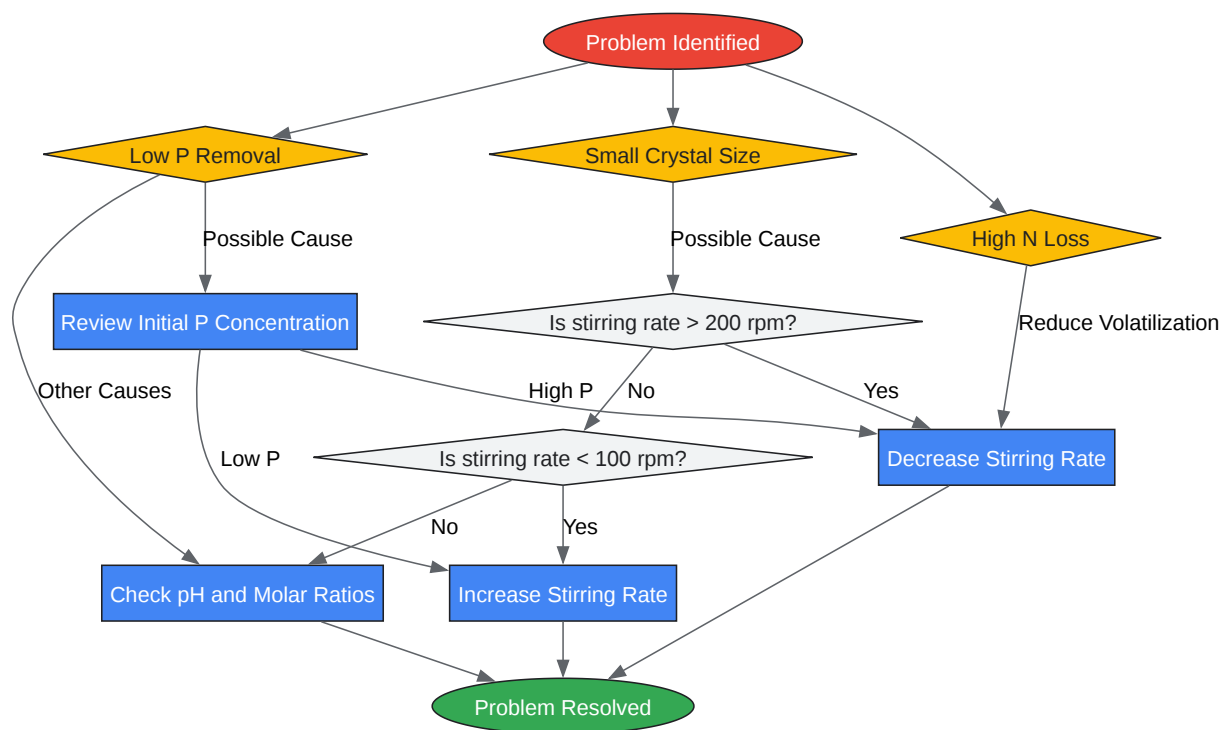 Problem Identified
Low P Removal
Small Crystal Size
High N Loss
Possible Cause
Possible Cause
Review Initial P Concentration
Is stirring rate > 200 rpm?
Reduce Volatilization
Other Causes
High P
No
Yes
Low P
Is stirring rate < 100 rpm?
Decrease Stirring Rate
No
Yes
Check pH and Molar Ratios
Increase Stirring Rate
Problem Resolved